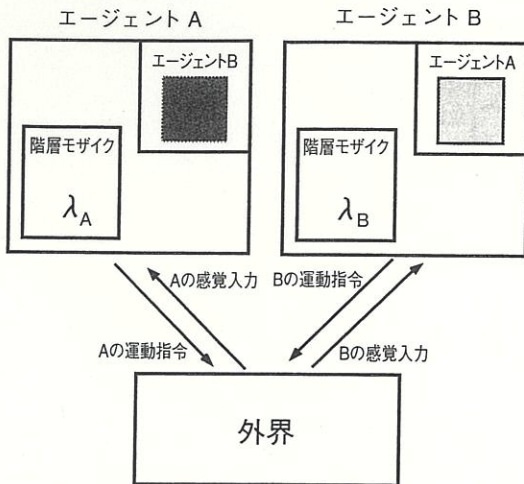 エージェント A
エージェント B
エージェントB
エージェントA
階層モザイク
λA
階層モザイク
λB
Aの感覚入力
Bの運動指令
Aの運動指令
Bの感覚入力
外界